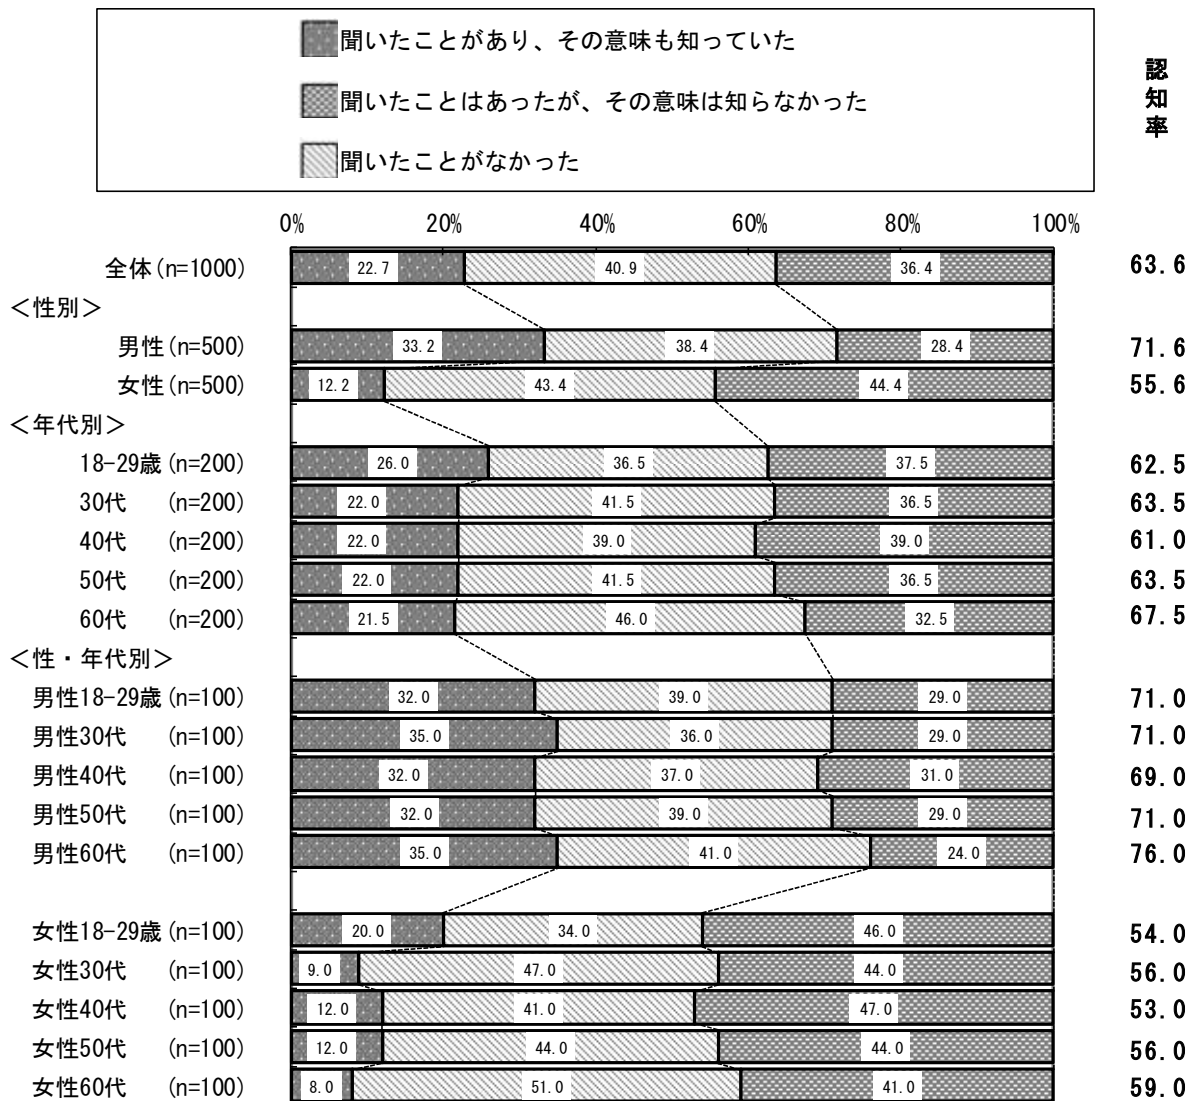 聞いたことがあり、その意味も知っていた
聞いたことはあったが、その意味は知らなかった
聞いたことがなかった
認知率
0% 20% 40% 60% 80% 100%
全体(n=1000) 22.7 40.9 36.4 63.6
＜性別＞
男性(n=500) 33.2 38.4 28.4 71.6
女性(n=500) 12.2 43.4 44.4 55.6
＜年代別＞
18-29歳(n=200) 26.0 36.5 37.5 62.5
30代 (n=200) 22.0 41.5 36.5 63.5
40代 (n=200) 22.0 39.0 39.0 61.0
50代 (n=200) 22.0 41.5 36.5 63.5
60代 (n=200) 21.5 46.0 32.5 67.5
＜性・年代別＞
男性18-29歳(n=100) 32.0 39.0 29.0 71.0
男性30代 (n=100) 35.0 36.0 29.0 71.0
男性40代 (n=100) 32.0 37.0 31.0 69.0
男性50代 (n=100) 32.0 39.0 29.0 71.0
男性60代 (n=100) 35.0 41.0 24.0 76.0
女性18-29歳(n=100) 20.0 34.0 46.0 54.0
女性30代 (n=100) 9.0 47.0 44.0 56.0
女性40代 (n=100) 12.0 41.0 47.0 53.0
女性50代 (n=100) 12.0 44.0 44.0 56.0
女性60代 (n=100) 8.0 51.0 41.0 59.0